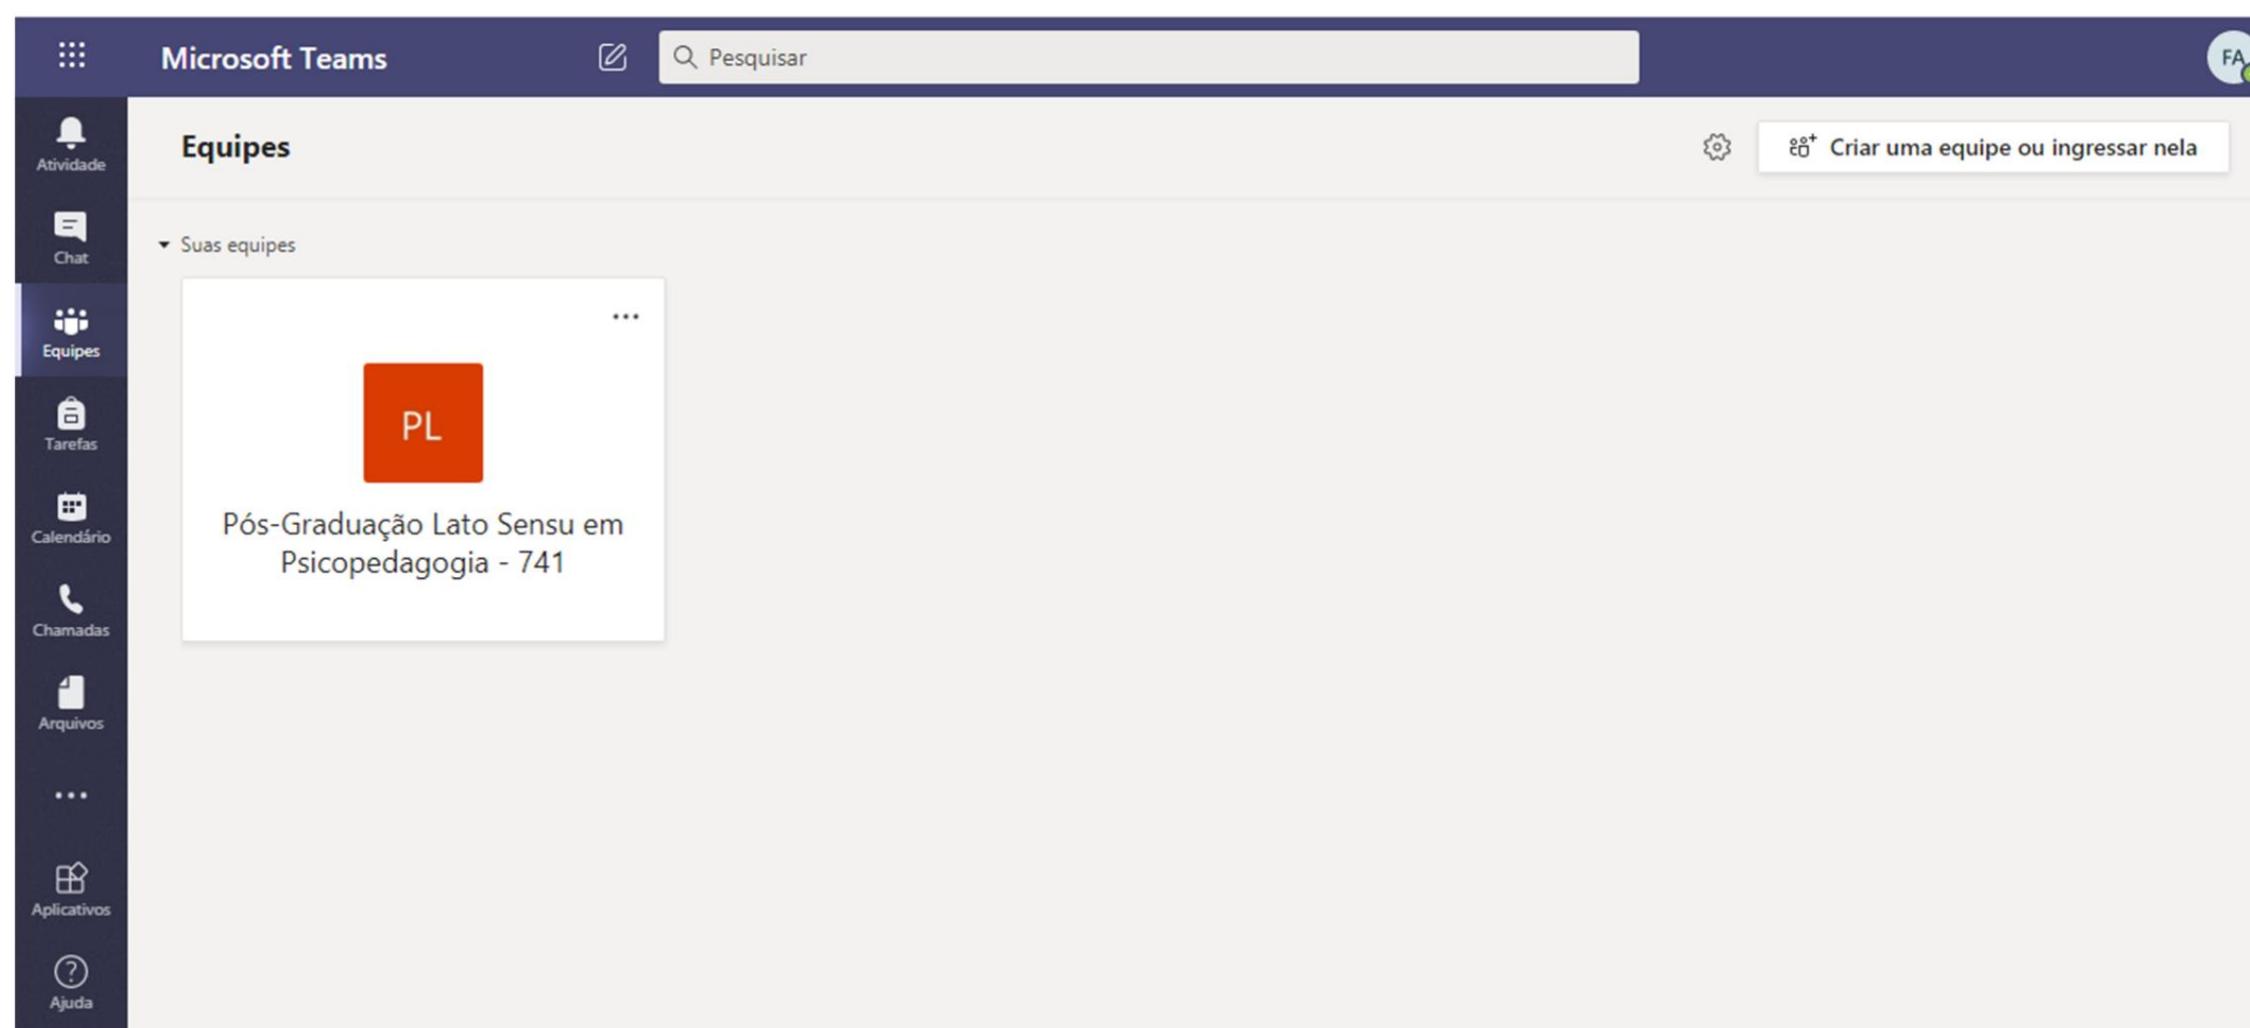 Microsoft Teams
Pesquisar
FA
Atividade
Chat
Equipes
Tarefas
Calendário
Chamadas
Arquivos
Aplicativos
Ajuda
Equipes
Criar uma equipe ou ingressar nela
Suas equipes
PL
Pós-Graduação Lato Sensu em
Psicopedagogia - 741